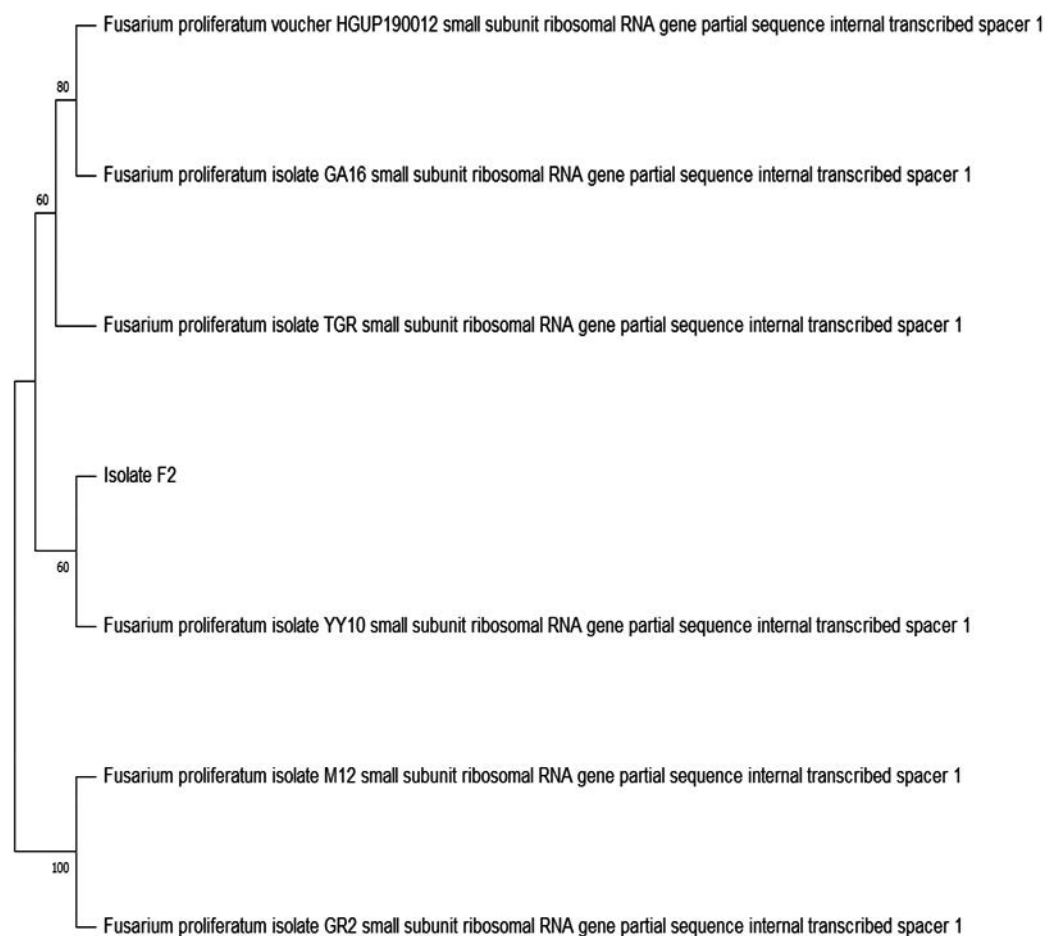 Fusarium proliferatum voucher HGUP190012 small subunit ribosomal RNA gene partial sequence internal transcribed spacer 1
80
Fusarium proliferatum isolate GA16 small subunit ribosomal RNA gene partial sequence internal transcribed spacer 1
60
Fusarium proliferatum isolate TGR small subunit ribosomal RNA gene partial sequence internal transcribed spacer 1
Isolate F2
60
Fusarium proliferatum isolate YY10 small subunit ribosomal RNA gene partial sequence internal transcribed spacer 1
Fusarium proliferatum isolate M12 small subunit ribosomal RNA gene partial sequence internal transcribed spacer 1
100
Fusarium proliferatum isolate GR2 small subunit ribosomal RNA gene partial sequence internal transcribed spacer 1